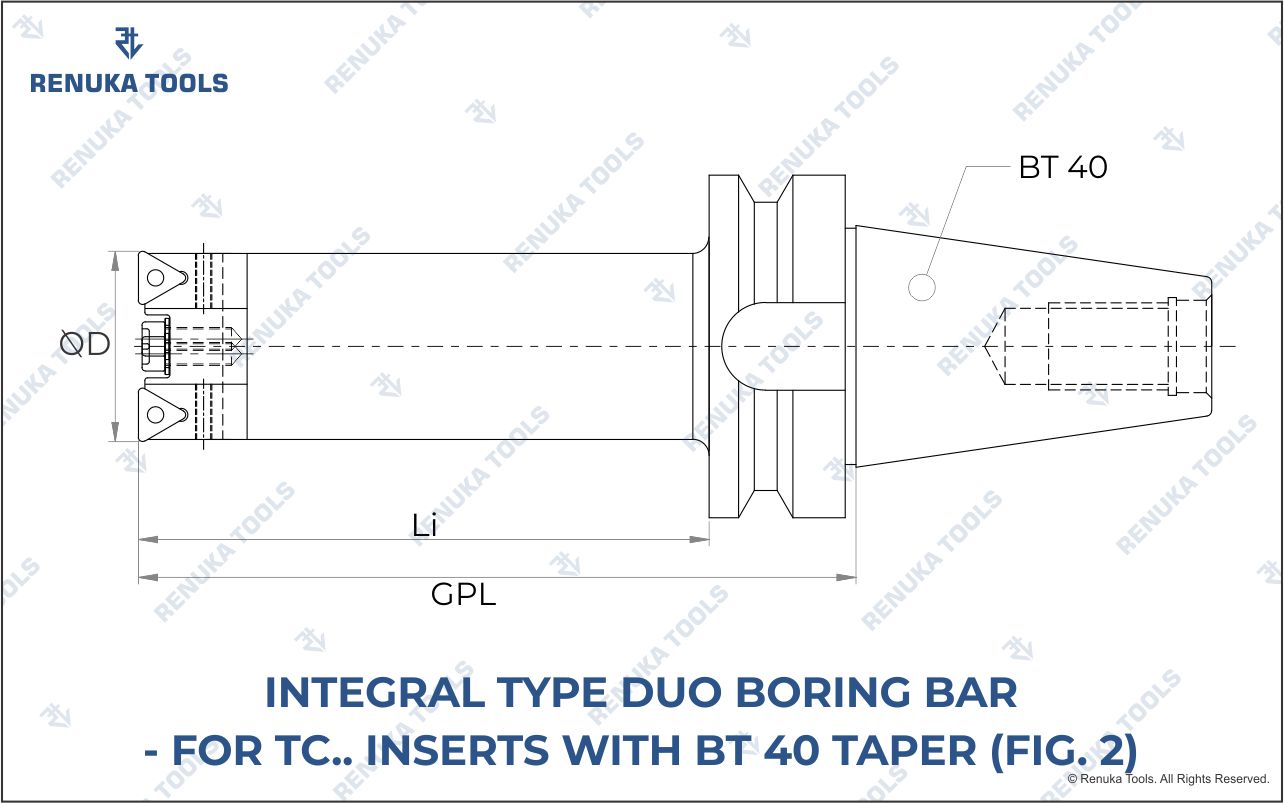 RENUKA TOOLS
BT 40
ØD
Li
GPL
INTEGRAL TYPE DUO BORING BAR
- FOR TC.. INSERTS WITH BT 40 TAPER (FIG. 2)
© Renuka Tools. All Rights Reserved.